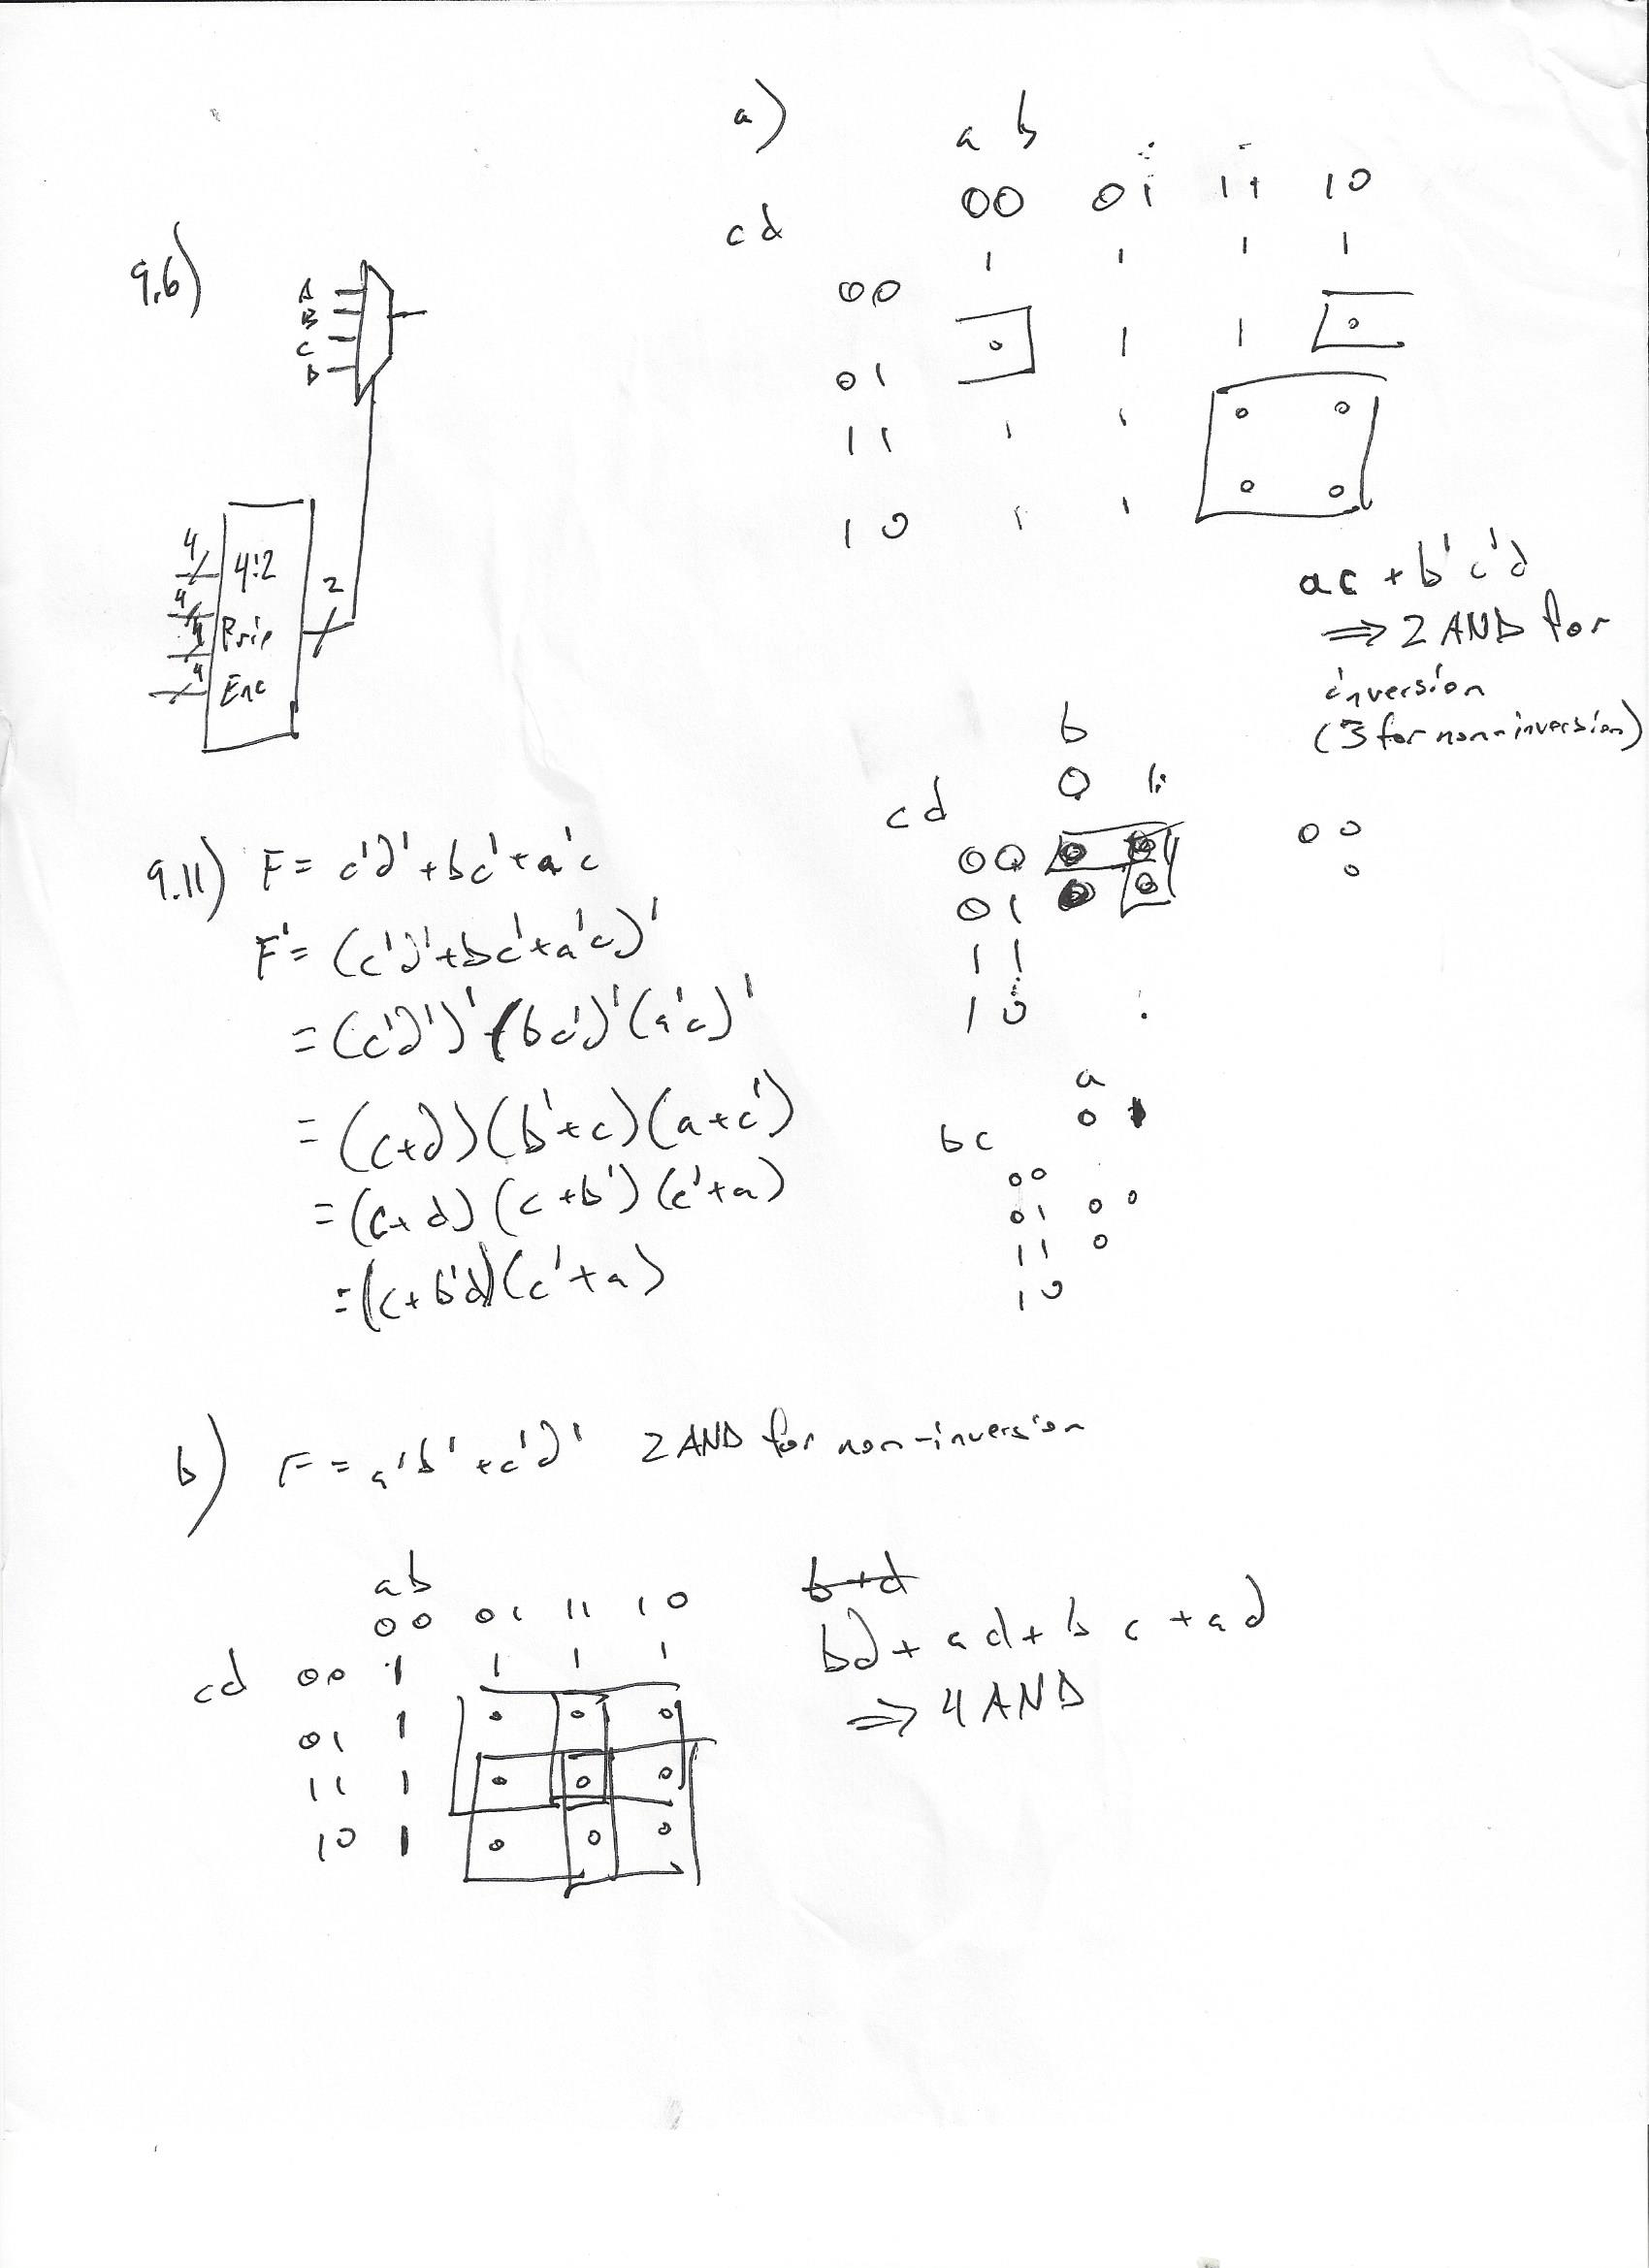 9.6)
A
B
C
D
4 4:2
4 2
4 Prio
4 Enc
a)
a b
00 01 11 10
cd
1 1 1 1
00
0 1 1 0
01
0 0
11 1 1
0 0
10 1 1
ac + b'c'd
⇒ 2 AND for
inversion
(3 for non-inversion)
9.11) F = c'd' + bc' + a'c
F' = (c'd' + bc' + a'c)'
= (c'd')' (bc')' (a'c)'
= (c+d)(b'+c)(a+c')
= (c+d)(c+b')(c'+a)
= (c+b'd)(c'+a)
b
0 1
cd
00
01
11
10
0 0
0
a
0 1
bc
00
01 0 0
11 0
10
b) F = a'b' + c'd' 2 AND for non-inversion
ab
00 01 11 10
cd 00 1 1 1 1
01 1 0 0 0
11 1 0 0 0
10 1 0 0 0
b+d
bd + ad + bc + ad
⇒ 4 AND